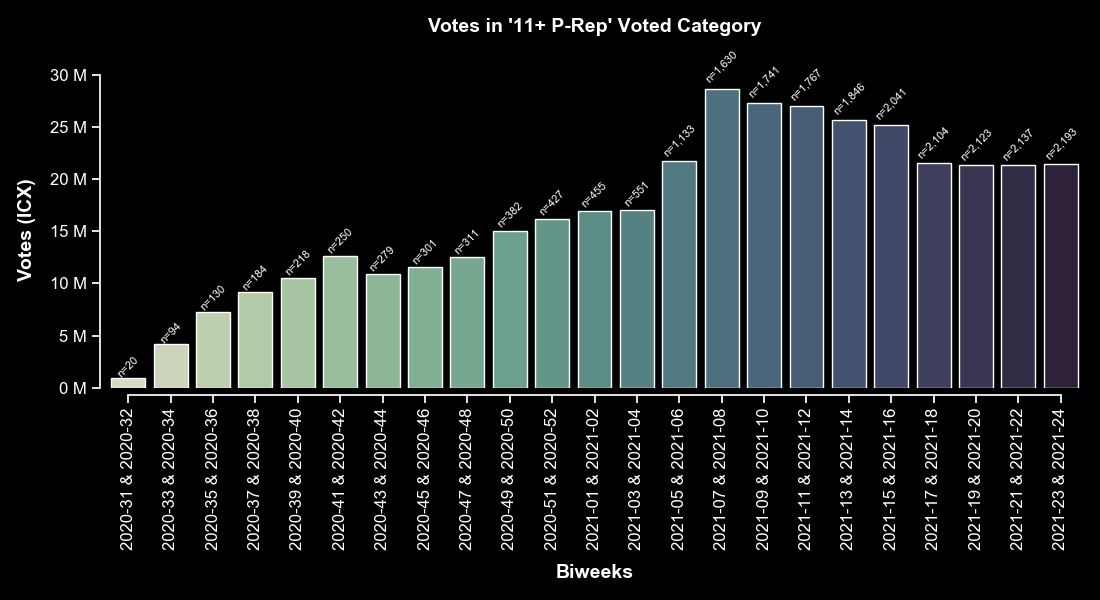 Votes in '11+ P-Rep' Voted Category
Votes (ICX)
30 M
25 M
20 M
15 M
10 M
5 M
0 M
n=20
n=94
n=130
n=184
n=218
n=250
n=279
n=301
n=311
n=382
n=427
n=455
n=551
n=1,133
n=1,630
n=1,741
n=1,767
n=1,846
n=2,041
n=2,104
n=2,123
n=2,137
n=2,193
2020-31 & 2020-32
2020-33 & 2020-34
2020-35 & 2020-36
2020-37 & 2020-38
2020-39 & 2020-40
2020-41 & 2020-42
2020-43 & 2020-44
2020-45 & 2020-46
2020-47 & 2020-48
2020-49 & 2020-50
2020-51 & 2020-52
2021-01 & 2021-02
2021-03 & 2021-04
2021-05 & 2021-06
2021-07 & 2021-08
2021-09 & 2021-10
2021-11 & 2021-12
2021-13 & 2021-14
2021-15 & 2021-16
2021-17 & 2021-18
2021-19 & 2021-20
2021-21 & 2021-22
2021-23 & 2021-24
Biweeks